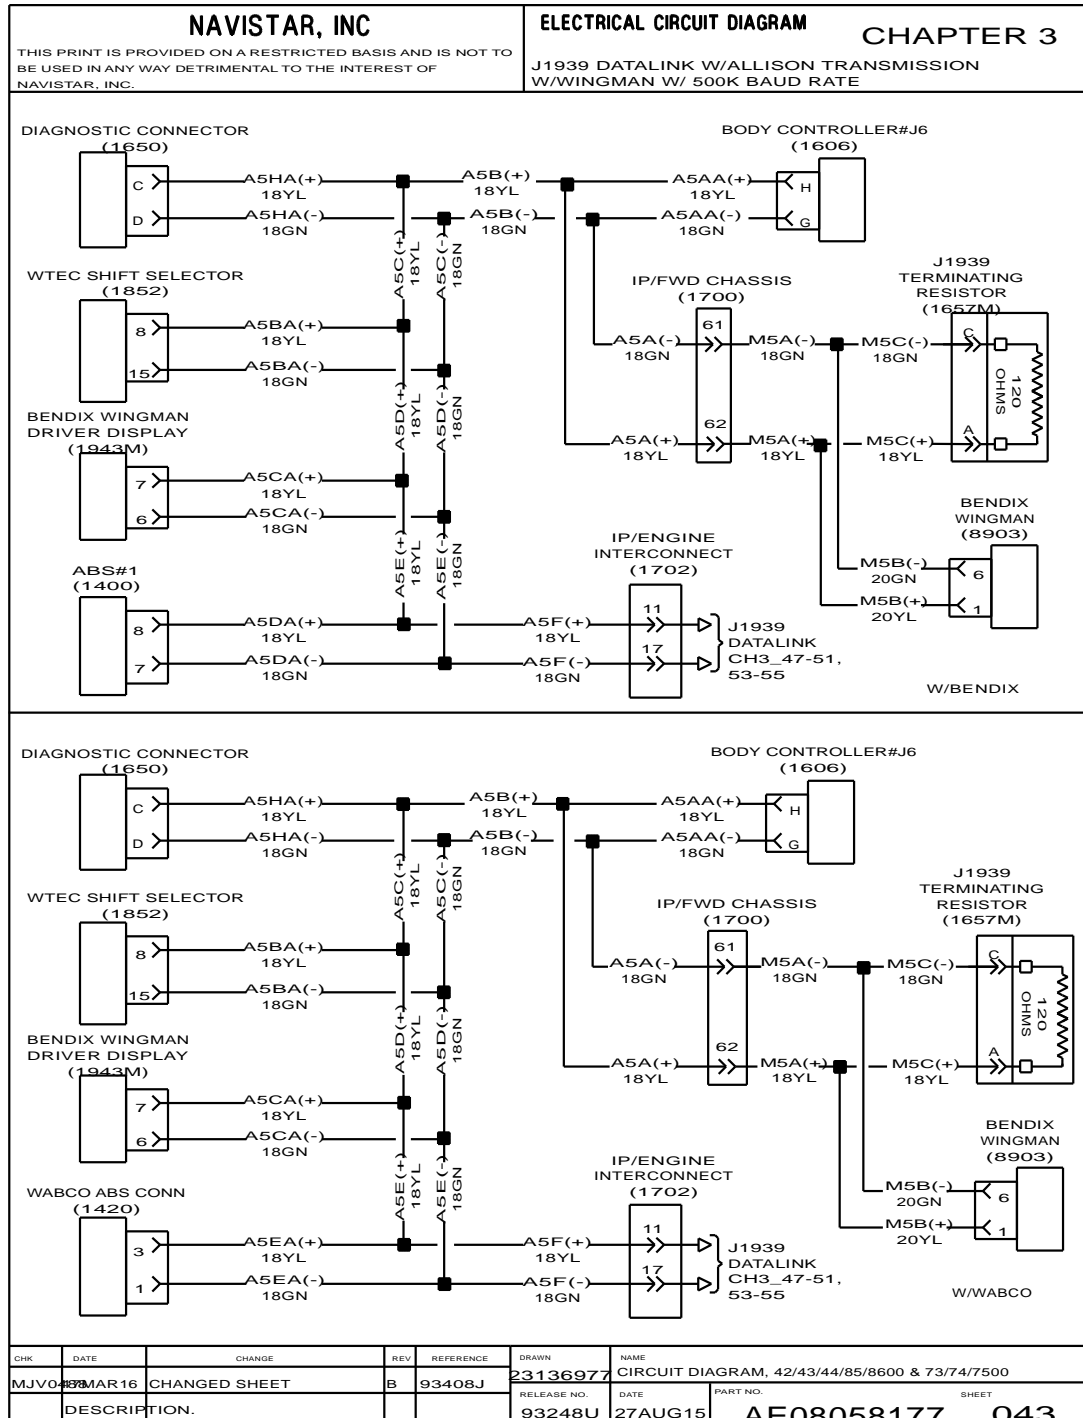 NAVISTAR, INC
THIS PRINT IS PROVIDED ON A RESTRICTED BASIS AND IS NOT TO
BE USED IN ANY WAY DETRIMENTAL TO THE INTEREST OF
NAVISTAR, INC.
ELECTRICAL CIRCUIT DIAGRAM
CHAPTER 3
J1939 DATALINK W/ALLISON TRANSMISSION
W/WINGMAN W/ 500K BAUD RATE
DIAGNOSTIC CONNECTOR
(1650)
C
A5HA(+)
18YL
D
A5HA(-)
18GN
A5B(+)
18YL
A5B(-)
18GN
BODY CONTROLLER#J6
(1606)
A5AA(+)
18YL
H
A5AA(-)
18GN
G
A5C(+)
18YL
A5C(-)
18GN
WTEC SHIFT SELECTOR
(1852)
8
A5BA(+)
18YL
15
A5BA(-)
18GN
IP/FWD CHASSIS
(1700)
61
A5A(-)
18GN
M5A(-)
18GN
M5C(-)
18GN
62
A5A(+)
18YL
M5A(+)
18YL
M5C(+)
18YL
J1939
TERMINATING
RESISTOR
(1657M)
C
A
120
OHMS
A5D(+)
18YL
A5D(-)
18GN
BENDIX WINGMAN
DRIVER DISPLAY
(1943M)
7
A5CA(+)
18YL
6
A5CA(-)
18GN
BENDIX
WINGMAN
(8903)
M5B(-)
20GN
6
M5B(+)
20YL
1
A5E(+)
18YL
A5E(-)
18GN
ABS#1
(1400)
8
A5DA(+)
18YL
7
A5DA(-)
18GN
IP/ENGINE
INTERCONNECT
(1702)
A5F(+)
18YL
11
A5F(-)
18GN
17
J1939
DATALINK
CH3_47-51,
53-55
W/BENDIX
DIAGNOSTIC CONNECTOR
(1650)
C
A5HA(+)
18YL
D
A5HA(-)
18GN
A5B(+)
18YL
A5B(-)
18GN
BODY CONTROLLER#J6
(1606)
A5AA(+)
18YL
H
A5AA(-)
18GN
G
A5C(+)
18YL
A5C(-)
18GN
WTEC SHIFT SELECTOR
(1852)
8
A5BA(+)
18YL
15
A5BA(-)
18GN
IP/FWD CHASSIS
(1700)
61
A5A(-)
18GN
M5A(-)
18GN
M5C(-)
18GN
62
A5A(+)
18YL
M5A(+)
18YL
M5C(+)
18YL
J1939
TERMINATING
RESISTOR
(1657M)
C
A
120
OHMS
A5D(+)
18YL
A5D(-)
18GN
BENDIX WINGMAN
DRIVER DISPLAY
(1943M)
7
A5CA(+)
18YL
6
A5CA(-)
18GN
BENDIX
WINGMAN
(8903)
M5B(-)
20GN
6
M5B(+)
20YL
1
A5E(+)
18YL
A5E(-)
18GN
WABCO ABS CONN
(1420)
3
A5EA(+)
18YL
1
A5EA(-)
18GN
IP/ENGINE
INTERCONNECT
(1702)
A5F(+)
18YL
11
A5F(-)
18GN
17
J1939
DATALINK
CH3_47-51,
53-55
W/WABCO
CHK DATE CHANGE REV REFERENCE
MAR16 CHANGED SHEET B 93408J
DESCRIPTION.
DRAWN
23136977
NAME
CIRCUIT DIAGRAM, 42/43/44/85/8600 & 73/74/7500
RELEASE NO.
93248U
DATE
27AUG15
PART NO.
AE08058177
SHEET
043